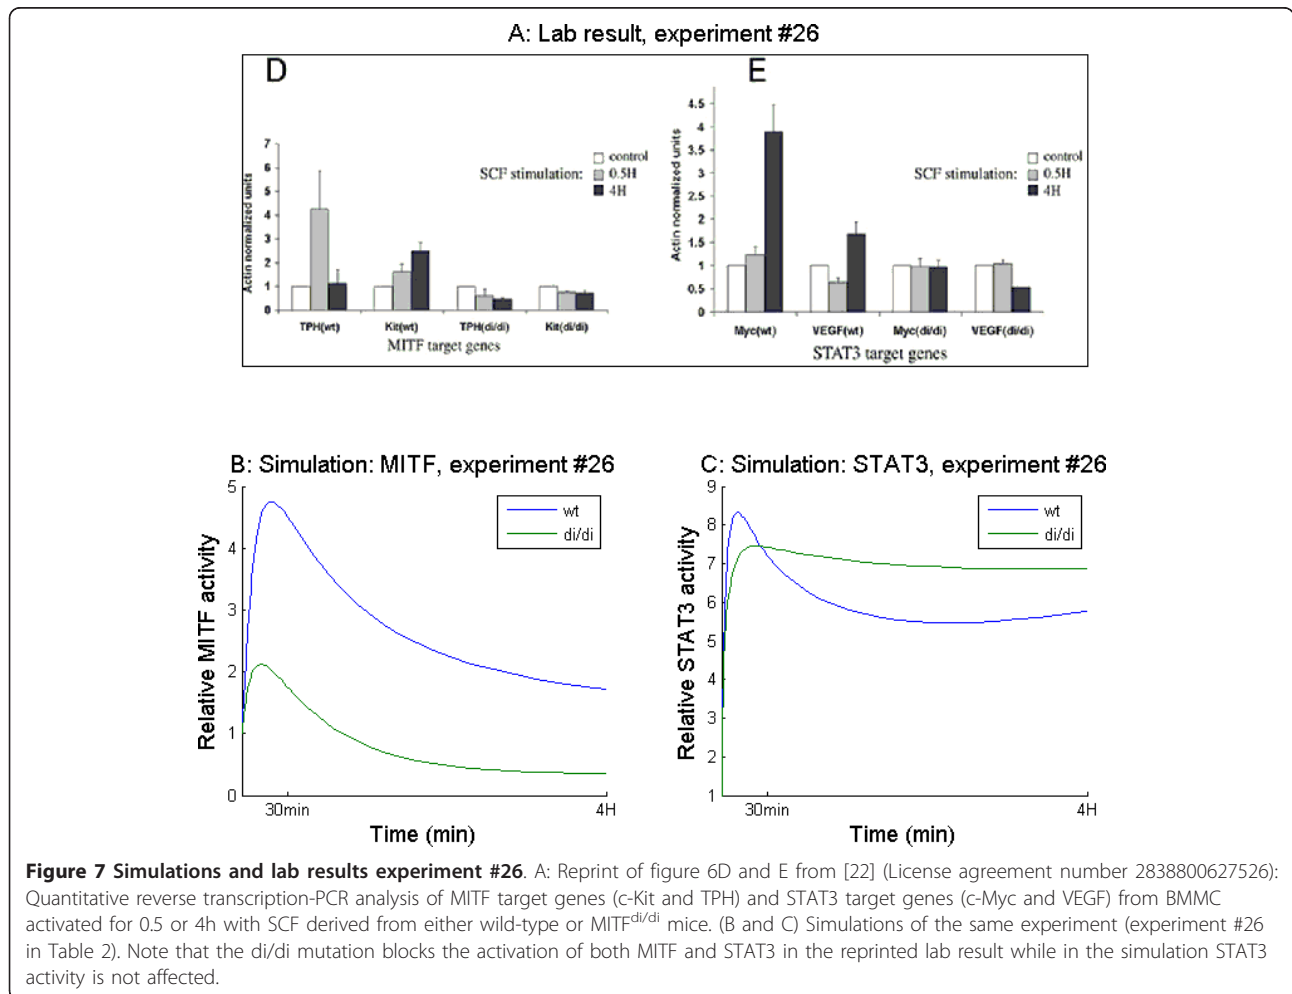 A: Lab result, experiment #26
D
Actin normalized units
7
6
5
4
3
2
1
0
SCF stimulation:
control
0.5H
4H
TPH(wt)
Kit(wt)
TPH(di/di)
Kit(di/di)
MITF target genes
E
Actin normalized units
4.5
4
3.5
3
2.5
2
1.5
1
0.5
0
SCF stimulation:
control
0.5H
4H
Myc(wt)
VEGF(wt)
Myc(di/di)
VEGF(di/di)
STAT3 target genes
B: Simulation: MITF, experiment #26
Relative MITF activity
5
4
3
2
1
0
wt
di/di
30min
4H
Time (min)
C: Simulation: STAT3, experiment #26
Relative STAT3 activity
9
8
7
6
5
4
3
2
1
wt
di/di
30min
4H
Time (min)
Figure 7 Simulations and lab results experiment #26. A: Reprint of figure 6D and E from [22] (License agreement number 2838800627526):
Quantitative reverse transcription-PCR analysis of MITF target genes (c-Kit and TPH) and STAT3 target genes (c-Myc and VEGF) from BMMC
activated for 0.5 or 4h with SCF derived from either wild-type or MITFdi/di mice. (B and C) Simulations of the same experiment (experiment #26
in Table 2). Note that the di/di mutation blocks the activation of both MITF and STAT3 in the reprinted lab result while in the simulation STAT3
activity is not affected.